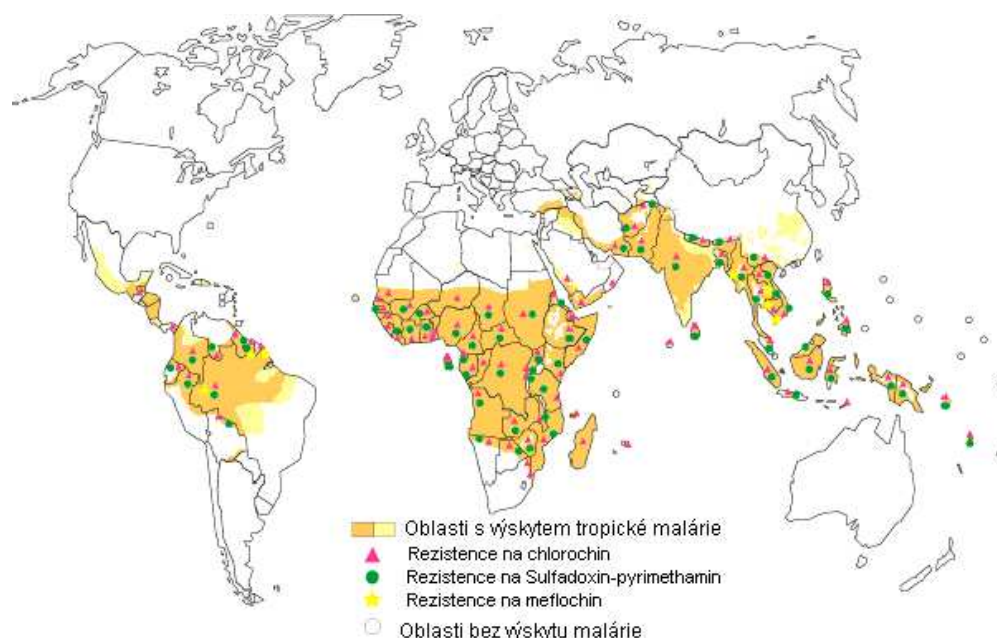 Oblasti s výskytem tropické malárie
Rezistence na chlorochin
Rezistence na Sulfadoxin-pyrimethamin
Rezistence na meflochin
Oblasti bez výskytu malárie